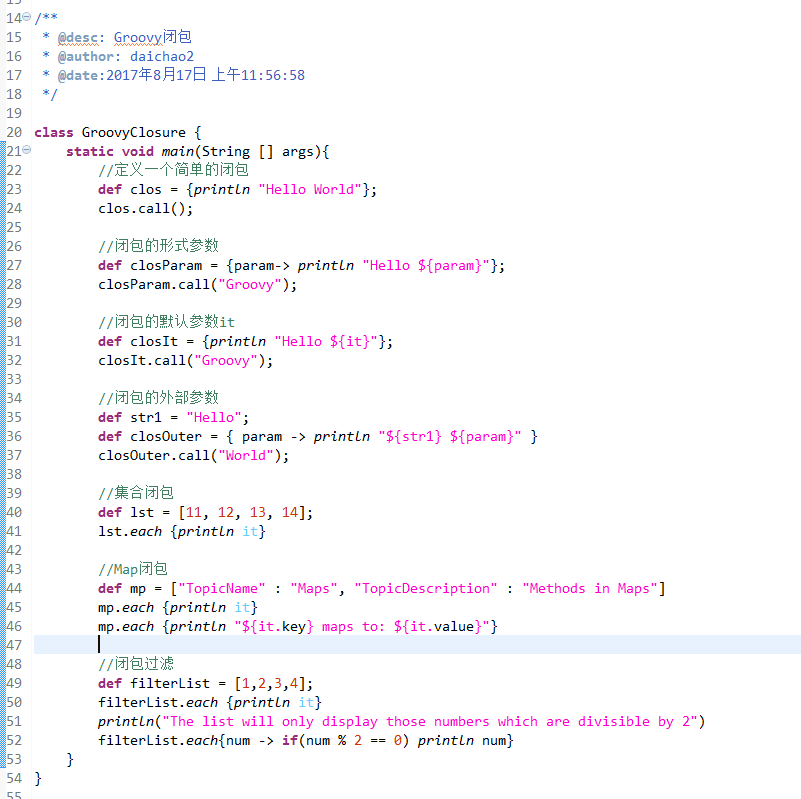 14 /**
15  * @desc: Groovy闭包
16  * @author: daichao2
17  * @date:2017年8月17日 上午11:56:58
18  */
19
20 class GroovyClosure {
21     static void main(String [] args){
22         //定义一个简单的闭包
23         def clos = {println "Hello World"};
24         clos.call();
25
26         //闭包的形式参数
27         def closParam = {param-> println "Hello ${param}"};
28         closParam.call("Groovy");
29
30         //闭包的默认参数it
31         def closIt = {println "Hello ${it}"};
32         closIt.call("Groovy");
33
34         //闭包的外部参数
35         def str1 = "Hello";
36         def closOuter = { param -> println "${str1} ${param}" }
37         closOuter.call("World");
38
39         //集合闭包
40         def lst = [11, 12, 13, 14];
41         lst.each {println it}
42
43         //Map闭包
44         def mp = ["TopicName" : "Maps", "TopicDescription" : "Methods in Maps"]
45         mp.each {println it}
46         mp.each {println "${it.key} maps to: ${it.value}"}
47
48         //闭包过滤
49         def filterList = [1,2,3,4];
50         filterList.each {println it}
51         println("The list will only display those numbers which are divisible by 2")
52         filterList.each{num -> if(num % 2 == 0) println num}
53     }
54 }